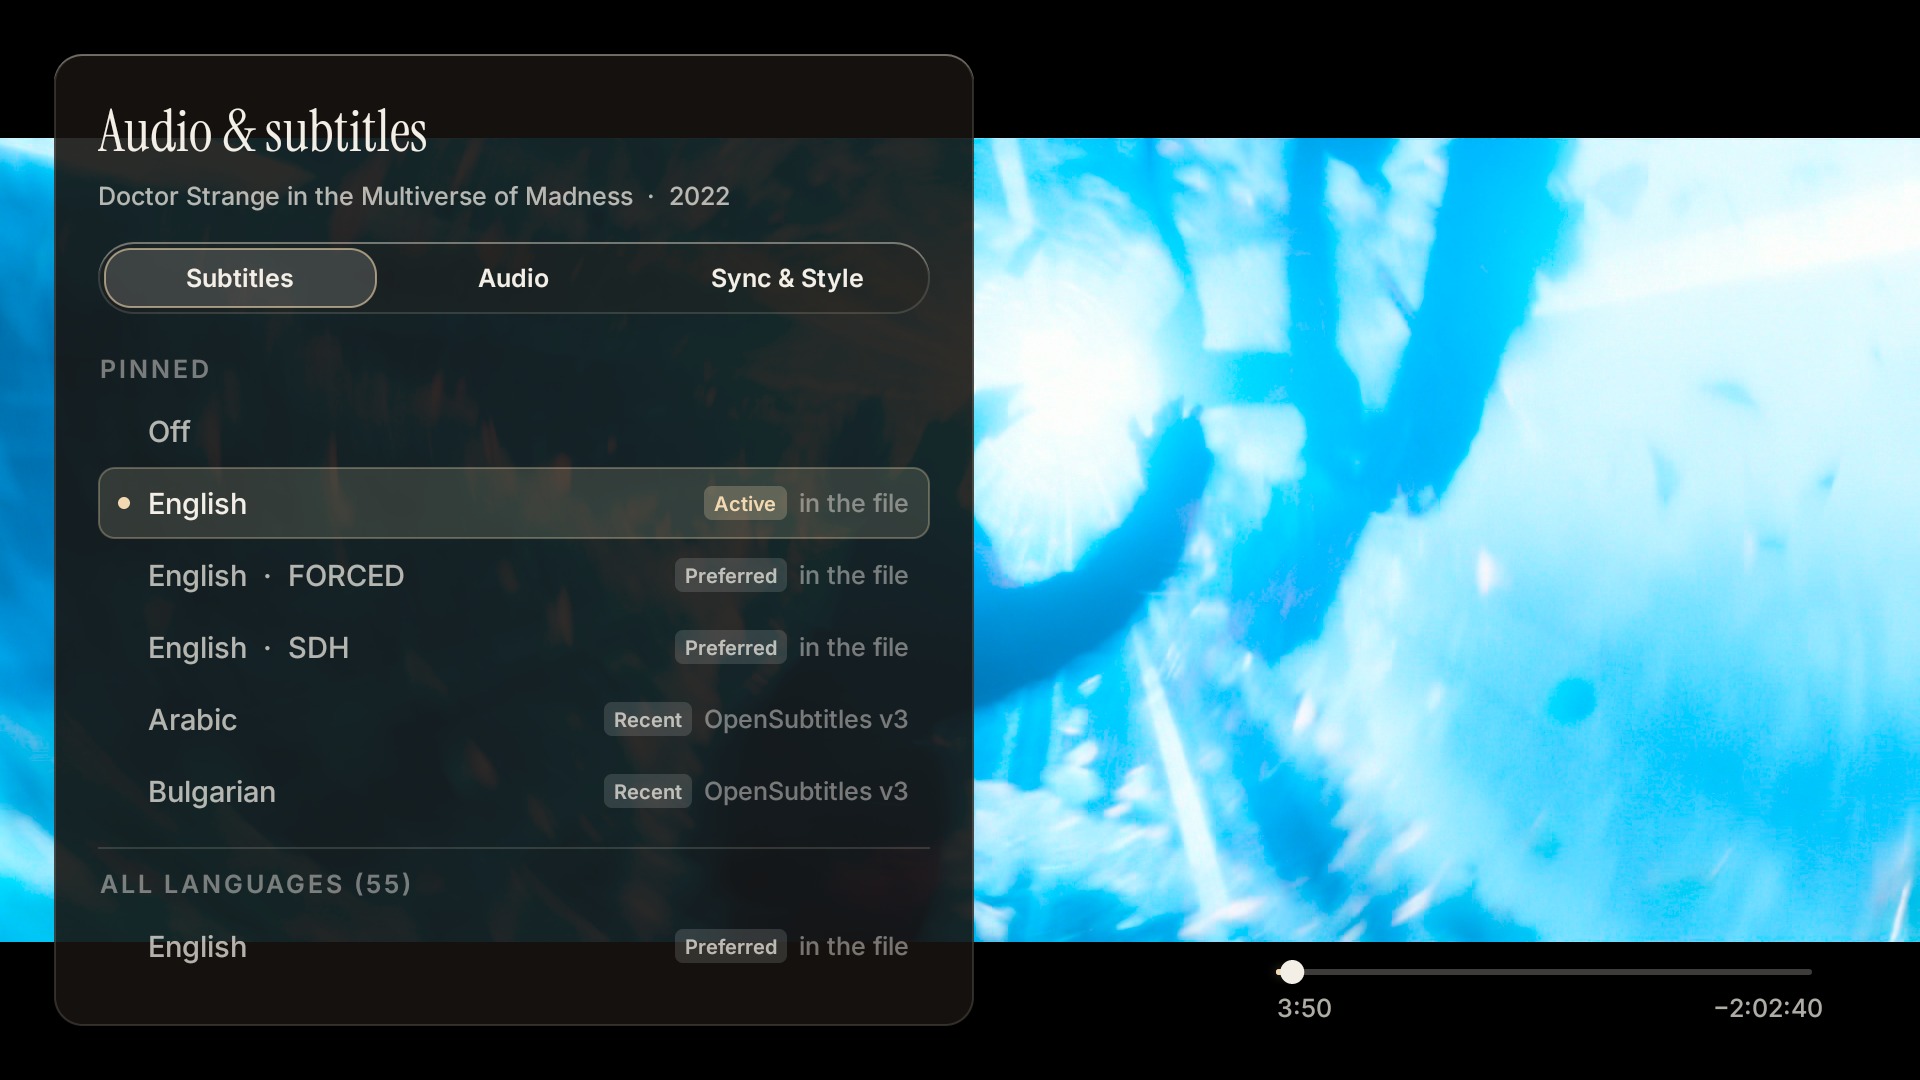 Audio & subtitles
Doctor Strange in the Multiverse of Madness · 2022
Subtitles Audio Sync & Style
PINNED
Off
English Active in the file
English · FORCED Preferred in the file
English · SDH Preferred in the file
Arabic Recent OpenSubtitles v3
Bulgarian Recent OpenSubtitles v3
ALL LANGUAGES (55)
English Preferred in the file
3:50 −2:02:40